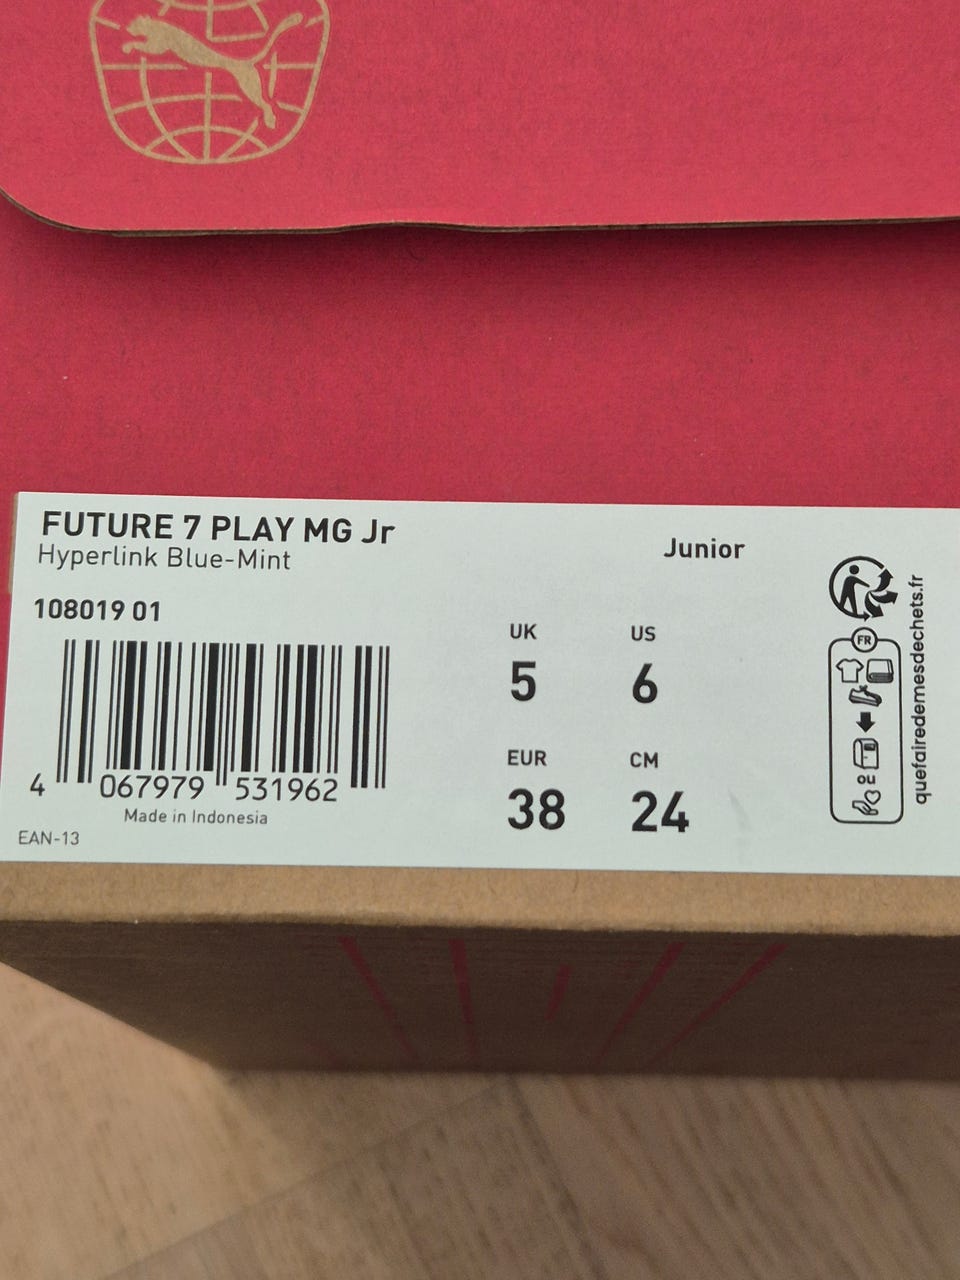 FUTURE 7 PLAY MG Jr
Hyperlink Blue-Mint
Junior
108019 01
UK
US
5
6
EUR
CM
38
24
4 067979 531962
Made in Indonesia
EAN-13
FR
ou
quefairedemesdechets.fr